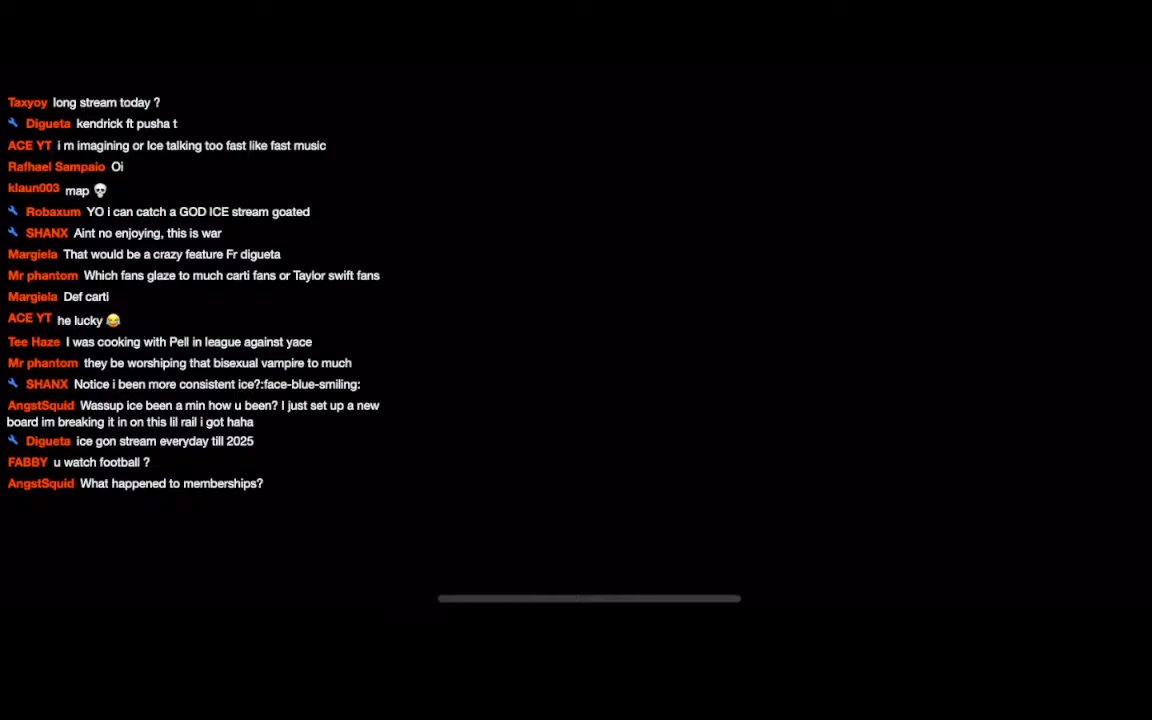 Taxyoy long stream today ?
Digueta kendrick ft pusha t
ACE YT i m imagining or Ice talking too fast like fast music
Rafhael Sampaio Oi
klaun003 map 💀
Robaxum YO i can catch a GOD ICE stream goated
SHANX Aint no enjoying, this is war
Margiela That would be a crazy feature Fr digueta
Mr phantom Which fans glaze to much carti fans or Taylor swift fans
Margiela Def carti
ACE YT he lucky 😂
Tee Haze I was cooking with Pell in league against yace
Mr phantom they be worshiping that bisexual vampire to much
SHANX Notice i been more consistent ice?:face-blue-smiling:
AngstSquid Wassup ice been a min how u been? I just set up a new
board im breaking it in on this lil rail i got haha
Digueta ice gon stream everyday till 2025
FABBY u watch football ?
AngstSquid What happened to memberships?